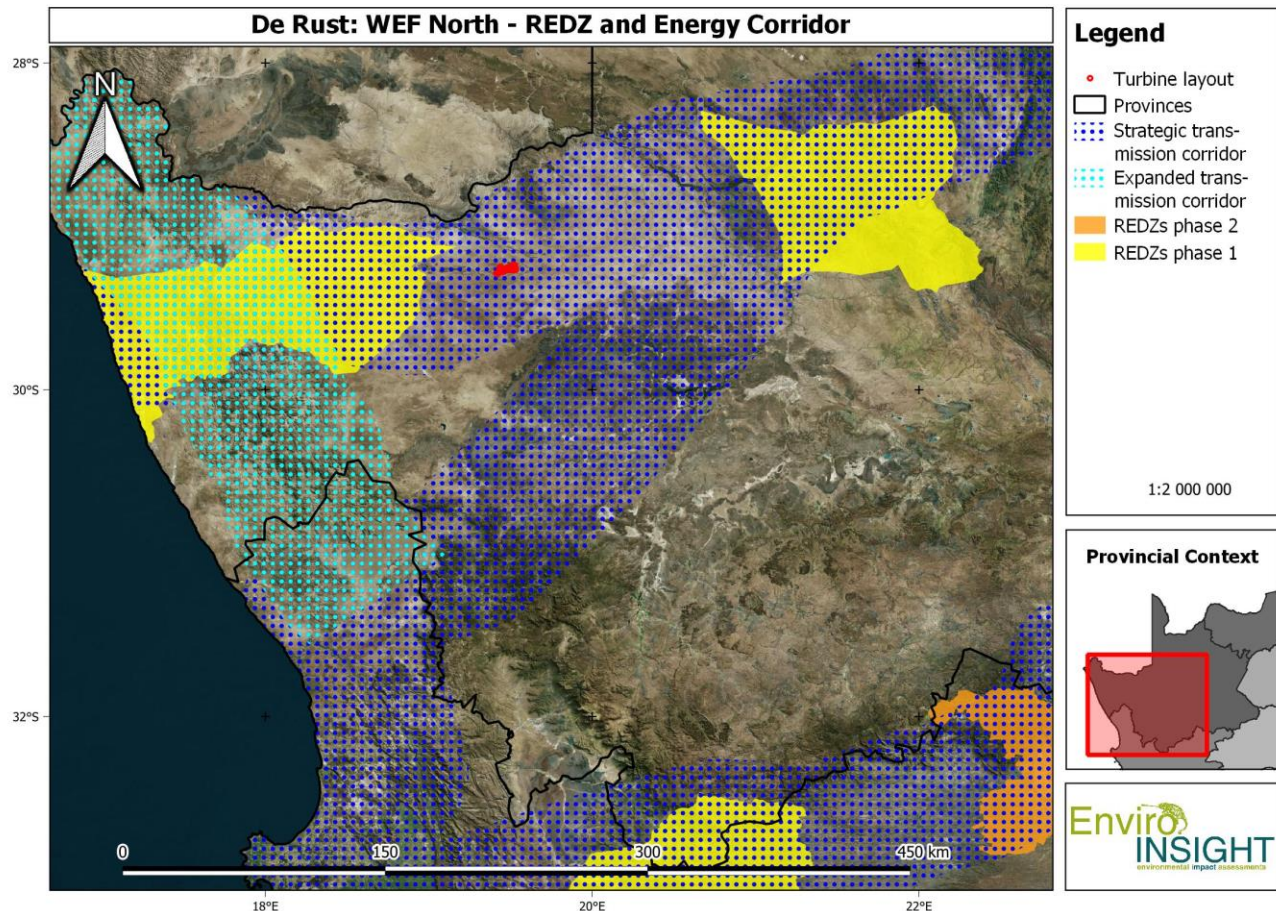 De Rust: WEF North - REDZ and Energy Corridor
28°S
30°S
32°S
18°E
20°E
22°E
N
0
150
300
450 km
Legend
Turbine layout
Provinces
Strategic trans-
mission corridor
Expanded trans-
mission corridor
REDZs phase 2
REDZs phase 1
1:2 000 000
Provincial Context
Enviro
INSIGHT
environmental impact assessments